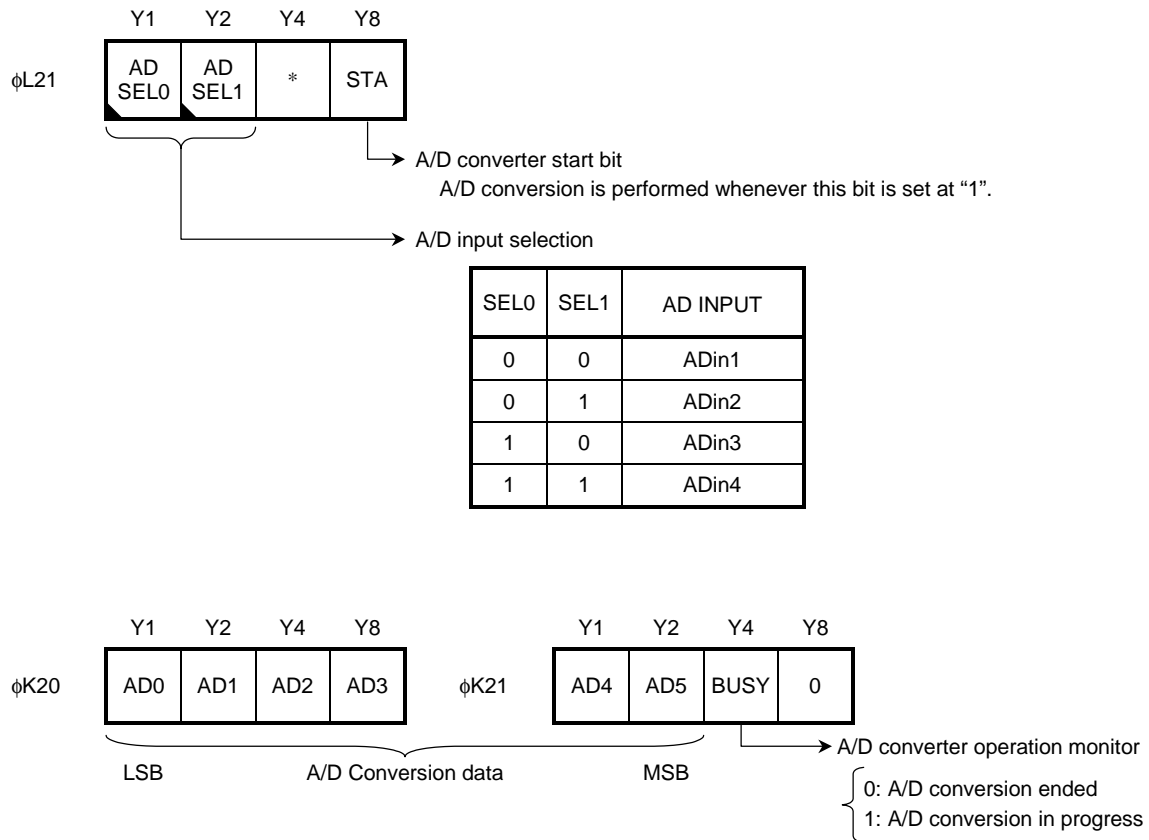 Y1 Y2 Y4 Y8
φL21
AD SEL0
AD SEL1
*
STA
A/D converter start bit
A/D conversion is performed whenever this bit is set at “1”.
A/D input selection
SEL0 SEL1 AD INPUT
0 0 ADin1
0 1 ADin2
1 0 ADin3
1 1 ADin4
Y1 Y2 Y4 Y8
φK20 AD0 AD1 AD2 AD3
Y1 Y2 Y4 Y8
φK21 AD4 AD5 BUSY 0
LSB A/D Conversion data MSB
A/D converter operation monitor
0: A/D conversion ended
1: A/D conversion in progress